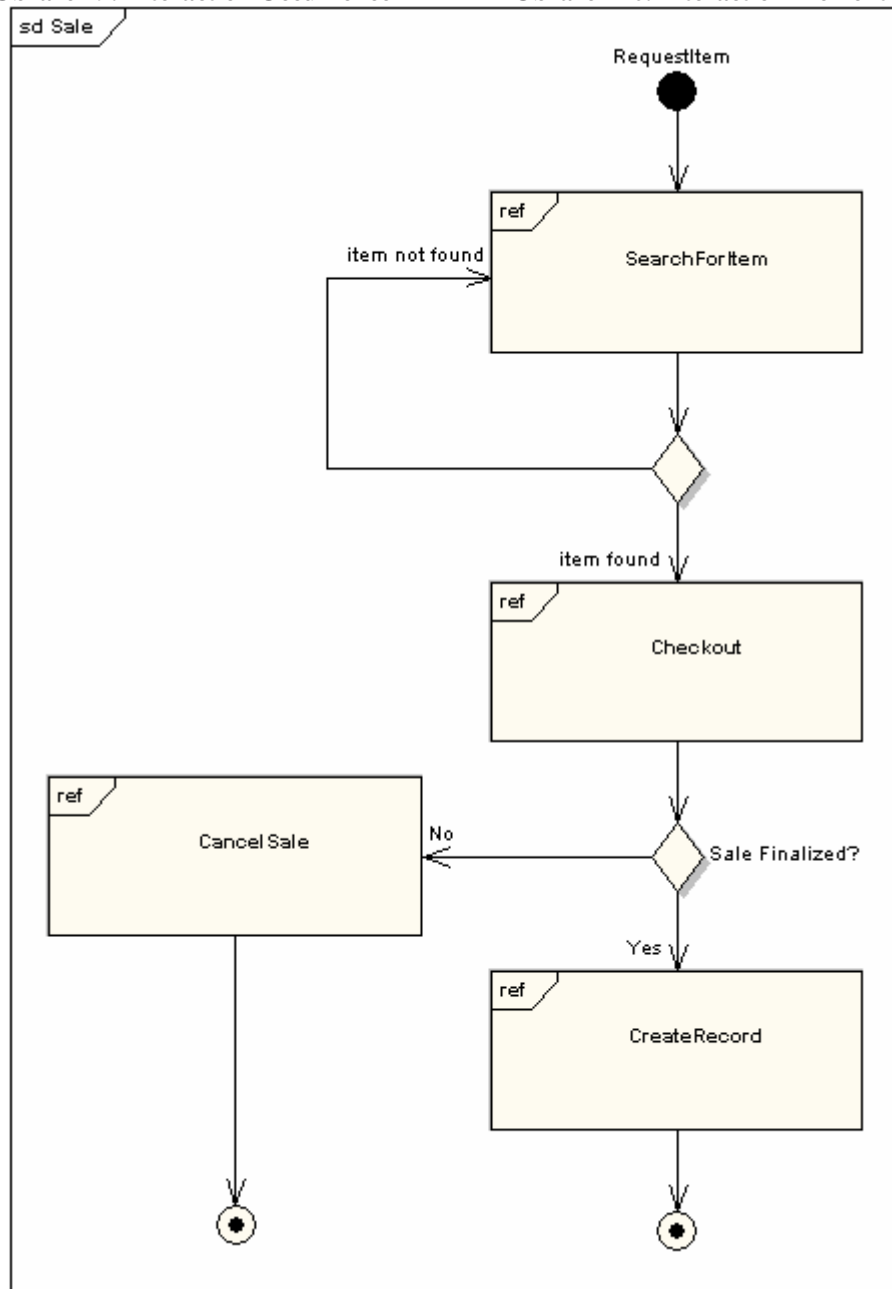 sd Sale
RequestItem
ref
SearchForItem
item not found
item found
ref
Checkout
ref
CancelSale
No
Sale Finalized?
Yes
ref
CreateRecord